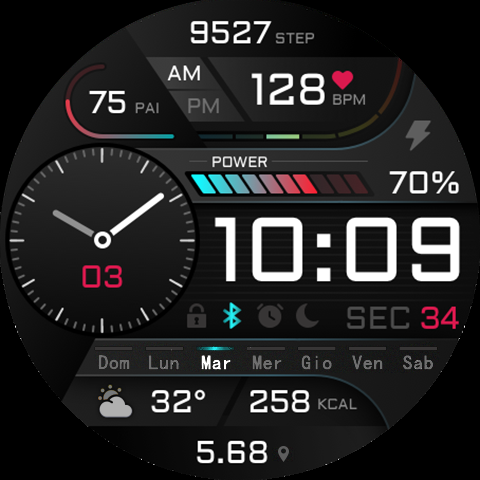 9527 STEP
AM
75 PAI
PM
128 BPM
POWER
70%
10:09
03
SEC 34
Dom Lun Mar Mer Gio Ven Sab
32° 258 KCAL
5.68